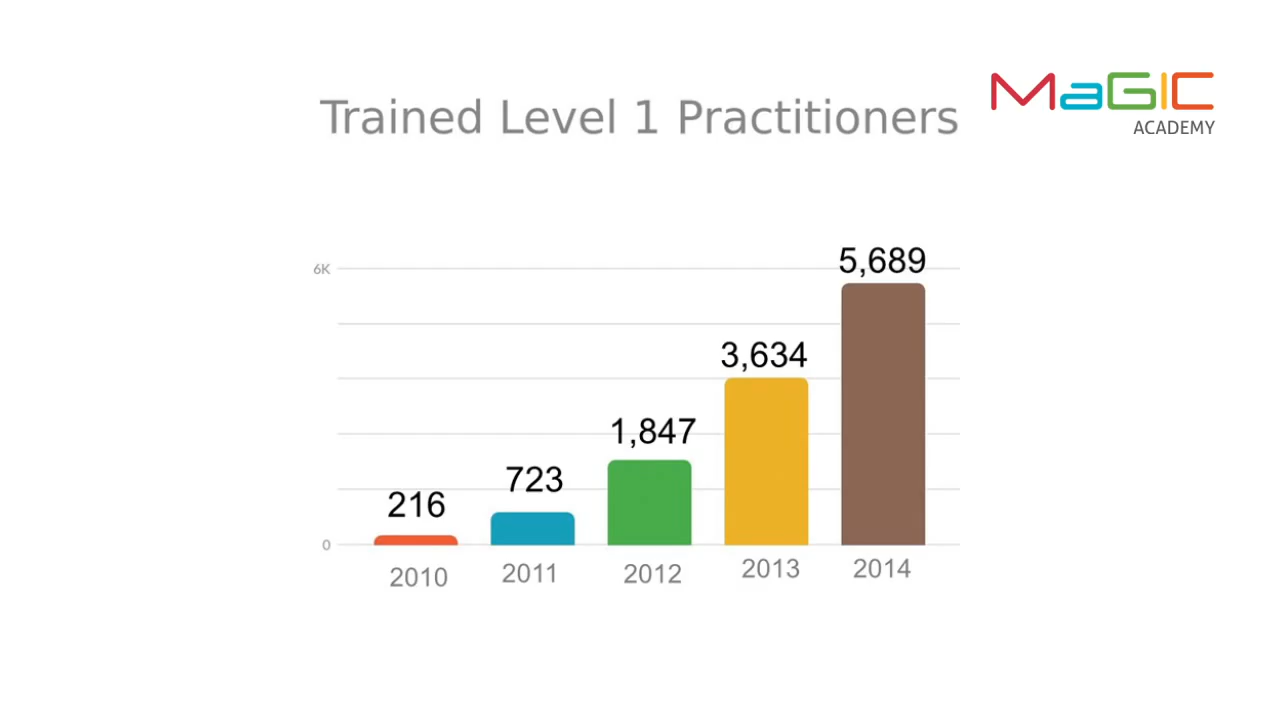 Trained Level 1 Practitioners
MaGIC
ACADEMY
6K
5,689
3,634
1,847
723
216
0
2010
2011
2012
2013
2014